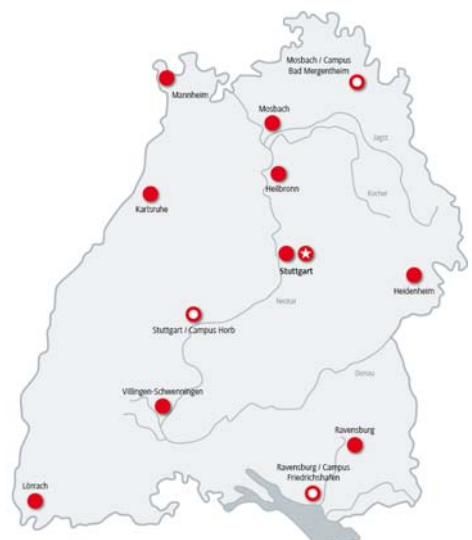 Mosbach / Campus
Bad Mergentheim
Mannheim
Mosbach
Jagst
Heilbronn
Kocher
Karlsruhe
Stuttgart
Heidenheim
Neckar
Stuttgart / Campus Horb
Donau
Villingen-Schwenningen
Ravensburg
Ravensburg / Campus
Friedrichshafen
Lörrach